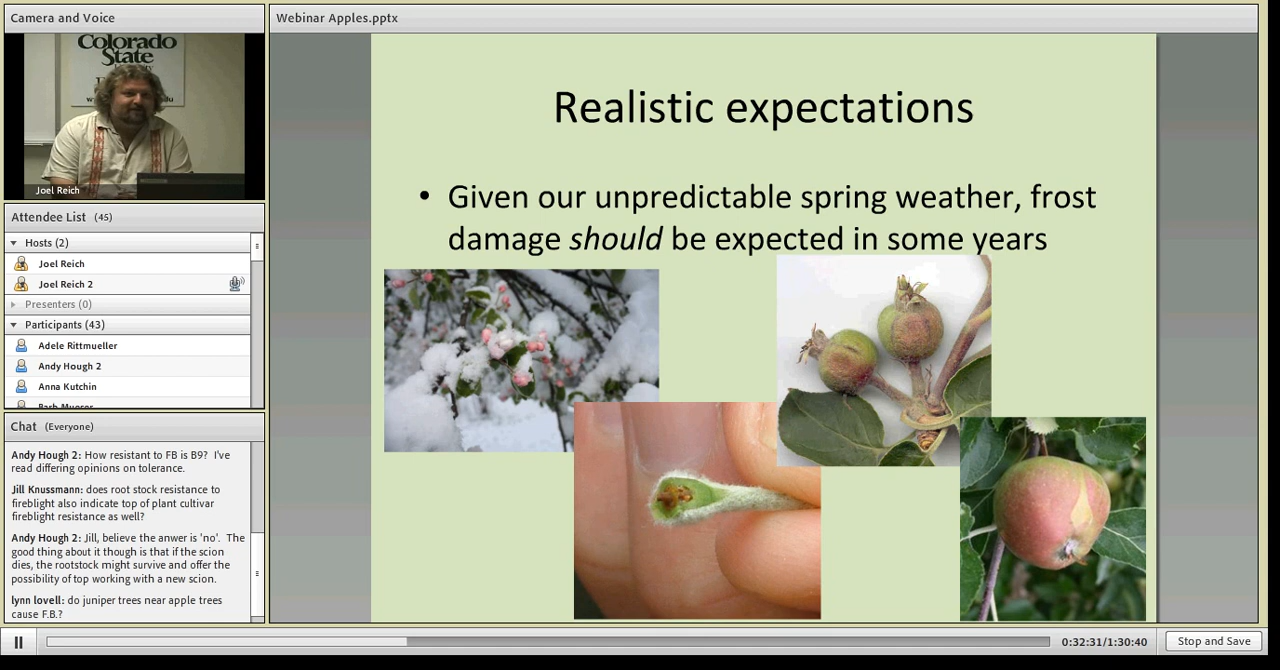 Camera and Voice
Colorado
State
Joel Reich
Attendee List (45)
Hosts (2)
Joel Reich
Joel Reich 2
Presenters (0)
Participants (43)
Adele Rittmueller
Andy Hough 2
Anna Kutchin
Chat (Everyone)
Andy Hough 2: How resistant to FB is B9? I've
read differing opinions on tolerance.
Jill Knussmann: does root stock resistance to
fireblight also indicate top of plant cultivar
fireblight resistance as well?
Andy Hough 2: Jill, believe the anwer is 'no'. The
good thing about it though is that if the scion
dies, the rootstock might survive and offer the
possibility of top working with a new scion.
lynn lovell: do juniper trees near apple trees
cause F.B.?
Webinar Apples.pptx
Realistic expectations
• Given our unpredictable spring weather, frost
damage should be expected in some years
0:32:31/1:30:40
Stop and Save